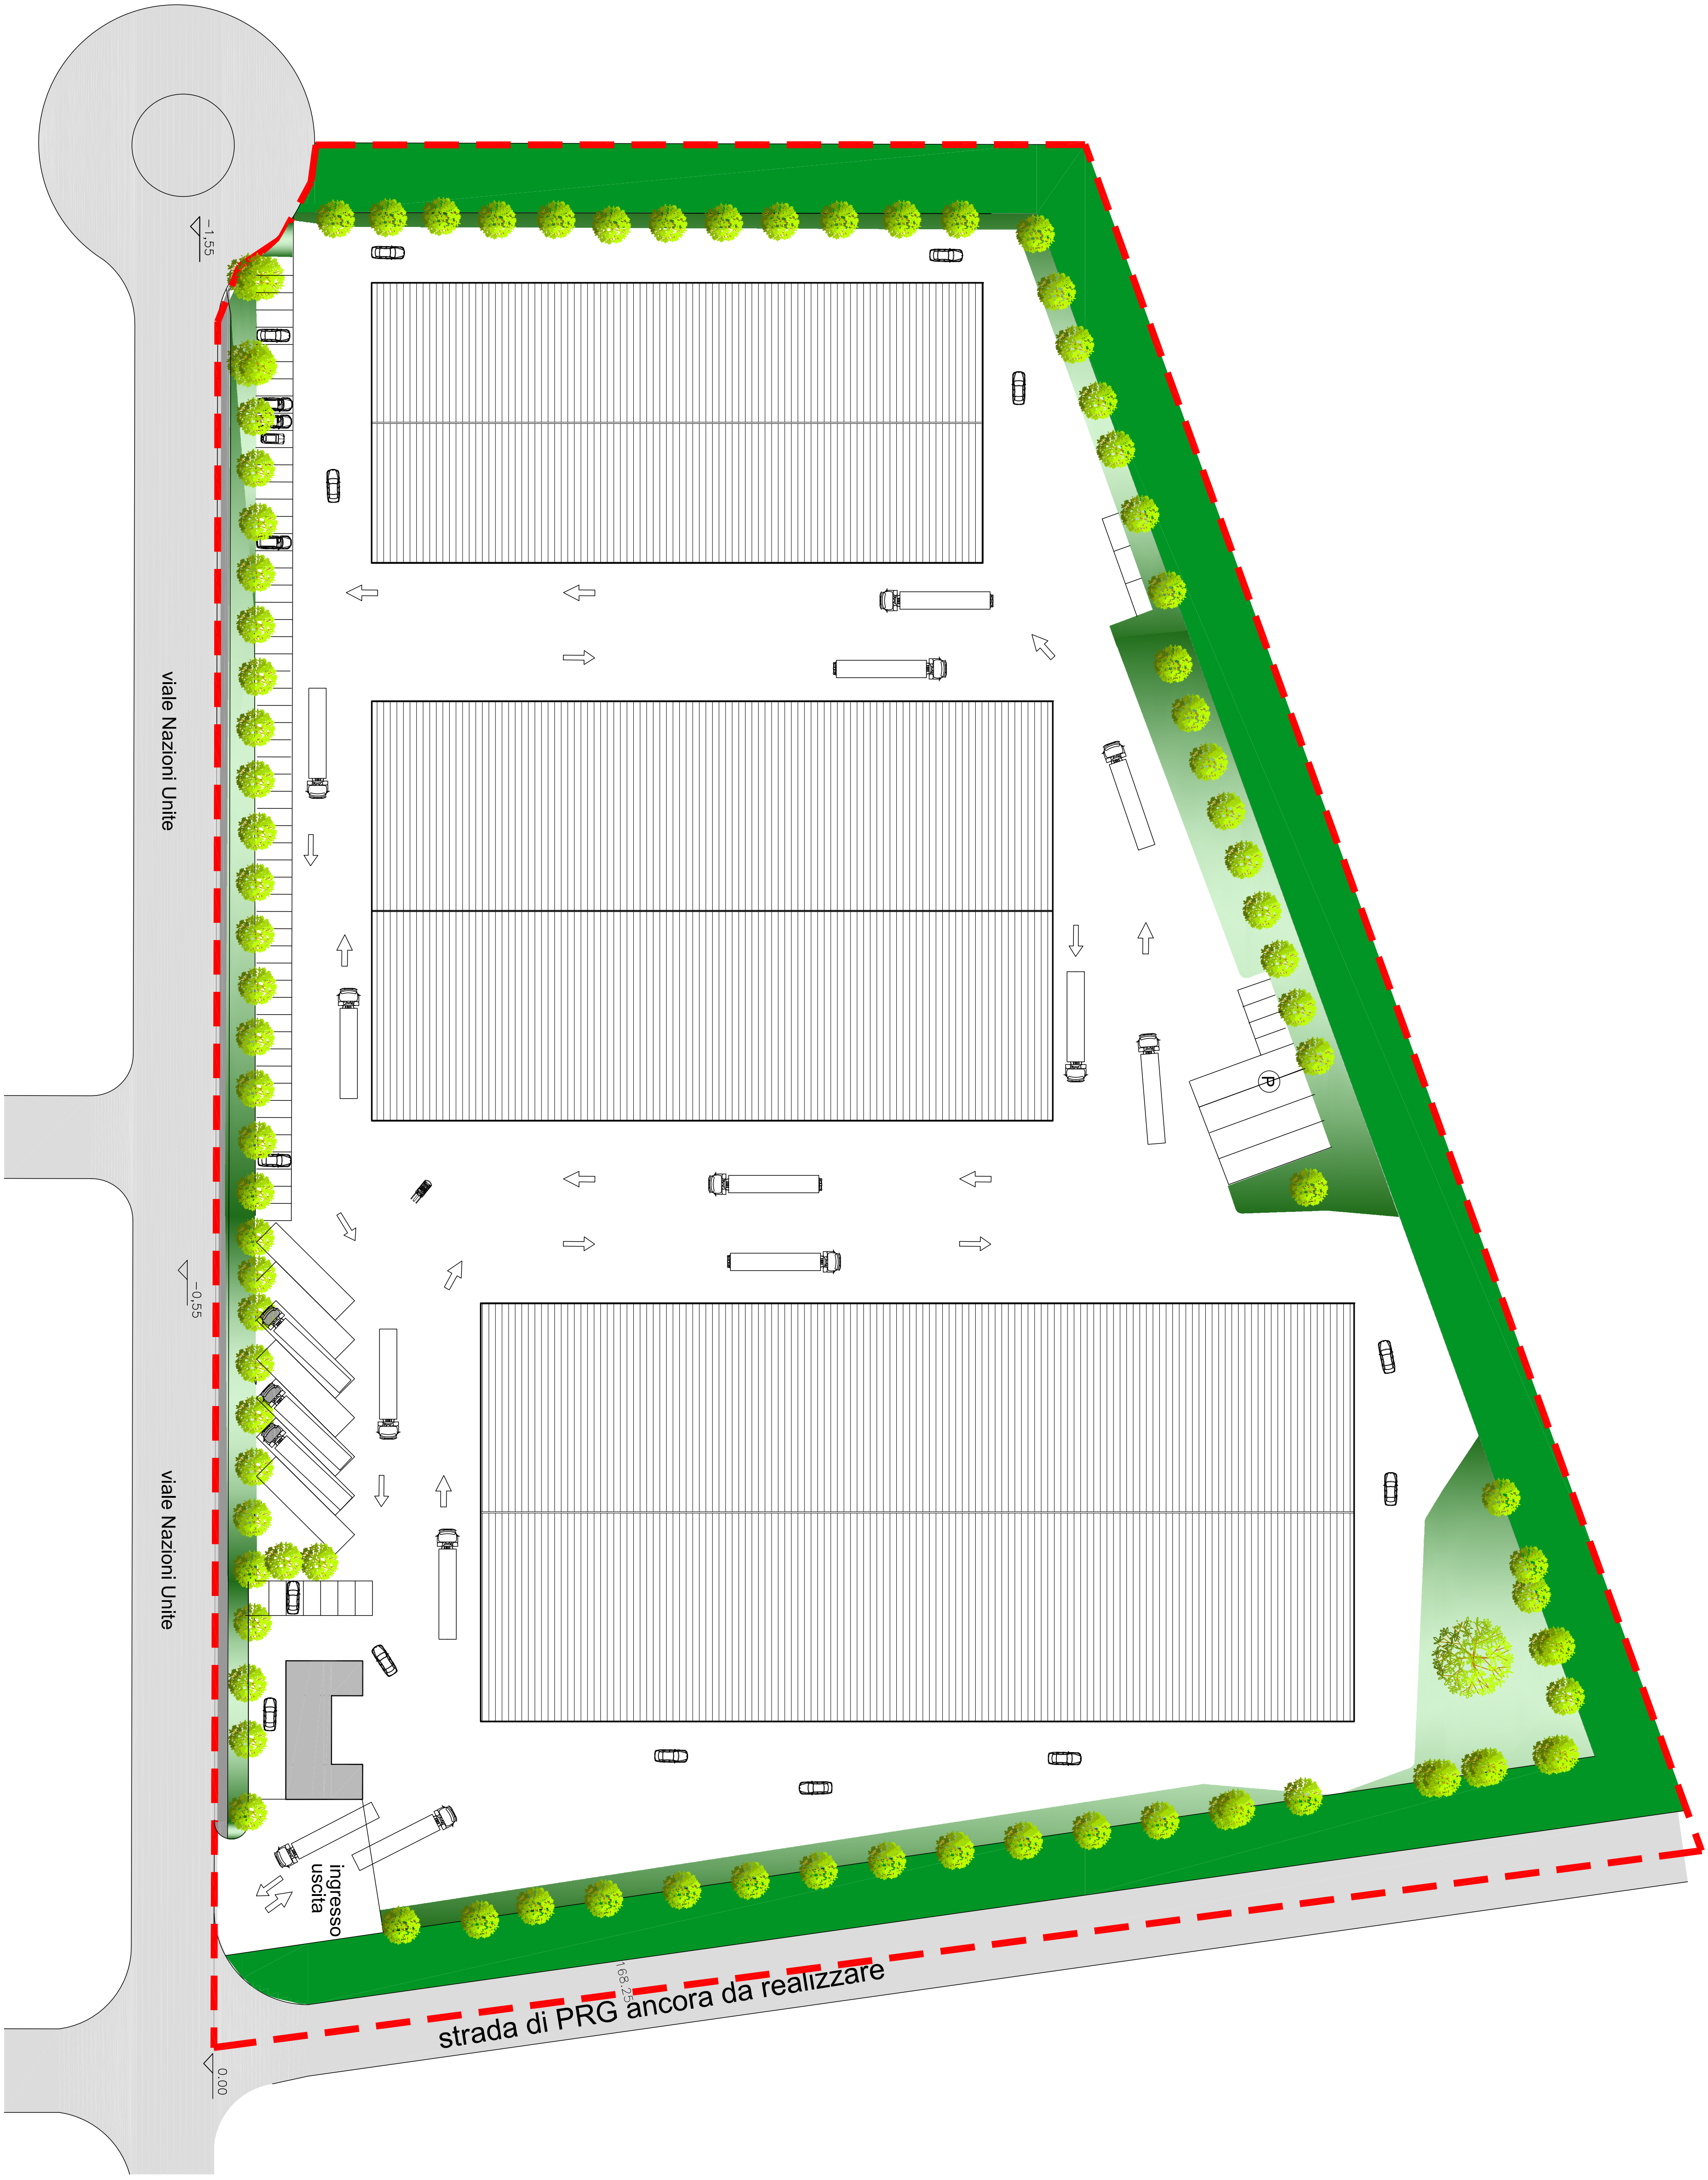 -1,55
viale Nazioni Unite
P
-0,55
viale Nazioni Unite
ingresso
uscita
168.25
strada di PRG ancora da realizzare
0.00